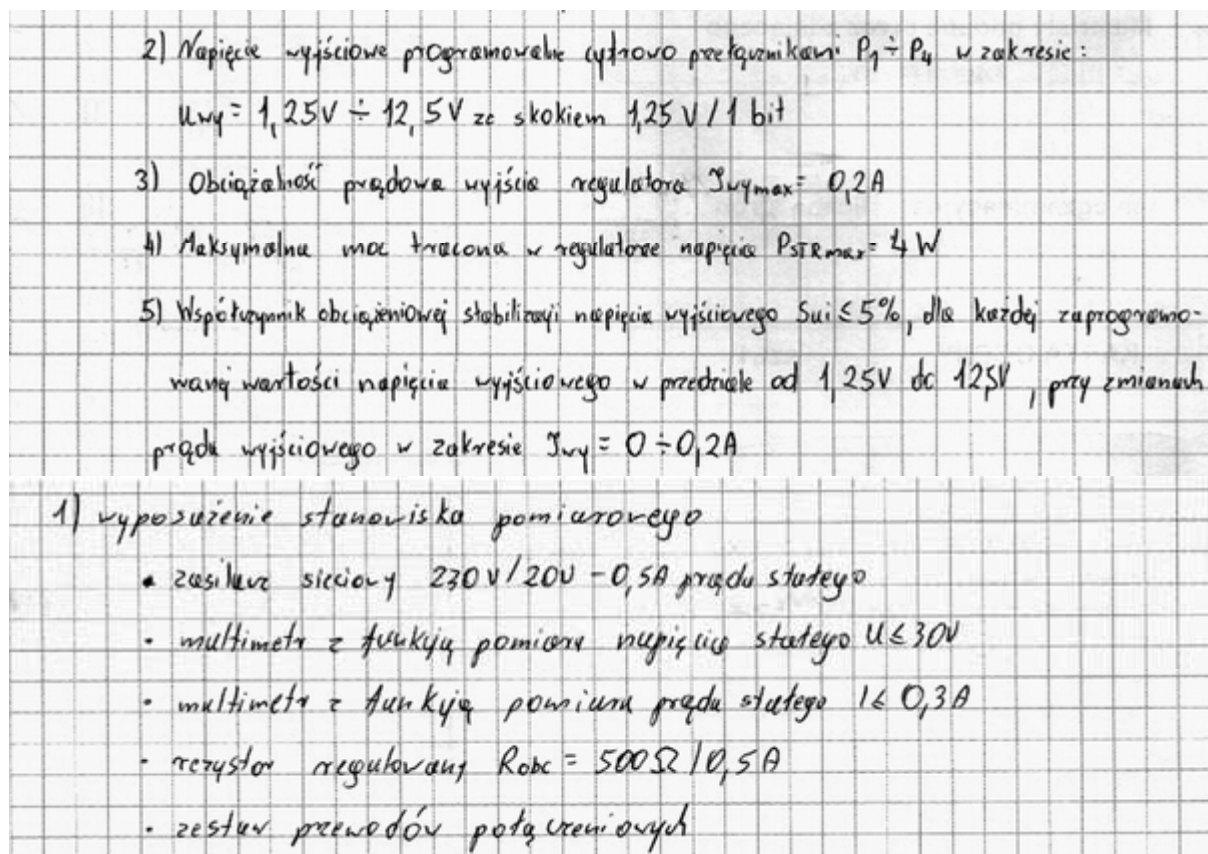 2) Napięcie wyjściowe programowalne cyfrowo przełącznikami P1 ÷ P4 w zakresie:
Uwy = 1,25V ÷ 12,5V ze skokiem 1,25 V / 1 bit
3) Obciążalność prądowa wyjścia regulatora Iwymax = 0,2A
4) Maksymalna moc tracona w regulatorze napięcia PSTRmax = 4 W
5) Współczynnik obciążeniowej stabilizacji napięcia wyjściowego Sui ≤ 5%, dla każdej zaprogramo-
wanej wartości napięcia wyjściowego w przedziale od 1,25V do 12,5V, przy zmianach
prądu wyjściowego w zakresie Iwy = 0 ÷ 0,2A
1) wyposażenie stanowiska pomiarowego
• zasilacz sieciowy 230V/20V - 0,5A prądu stałego
• multimetr z funkcją pomiaru napięcia stałego U ≤ 30V
• multimetr z funkcją pomiaru prądu stałego I ≤ 0,3A
• rezystor regulowany Robc = 500Ω / 0,5A
• zestaw przewodów połączeniowych